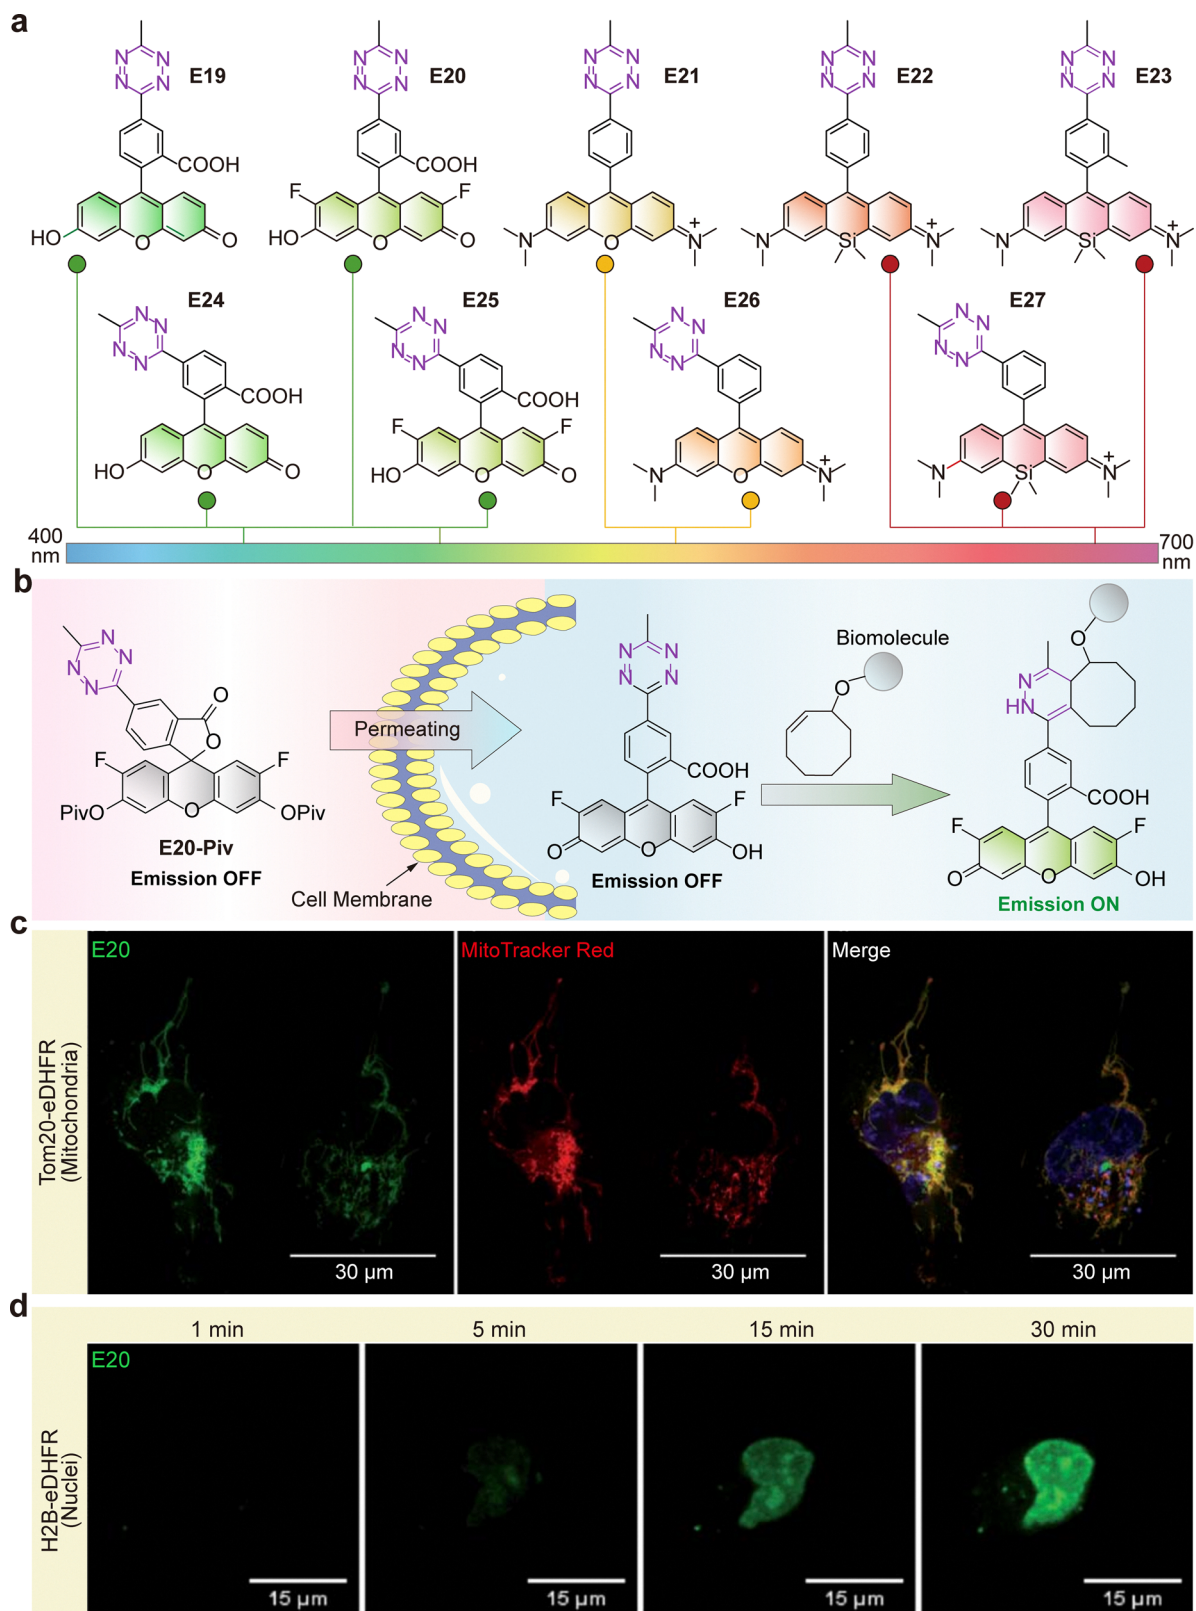 a
E19
E20
E21
E22
E23
N N
N N
N N
N N
N N
N N
N N
N N
N N
N N
COOH
COOH
F F
HO O O
HO O O
N O N +
N Si N +
N Si N +
E24
E25
E26
E27
N N
N N
N N
N N
N N
N N
N N
N N
COOH
COOH
F F
HO O O
HO O O
N O N +
N Si N +
400 nm
700 nm
b
N N
N N
O
O
F F
PivO O OPiv
E20-Piv
Emission OFF
Permeating
Cell Membrane
N N
N N
COOH
F F
O O OH
Emission OFF
Biomolecule
O
O
N
HN
COOH
F F
O O OH
Emission ON
c
Tom20-eDHFR
(Mitochondria)
E20
MitoTracker Red
Merge
30 µm
30 µm
30 µm
d
1 min
5 min
15 min
30 min
H2B-eDHFR
(Nuclei)
E20
15 µm
15 µm
15 µm
15 µm